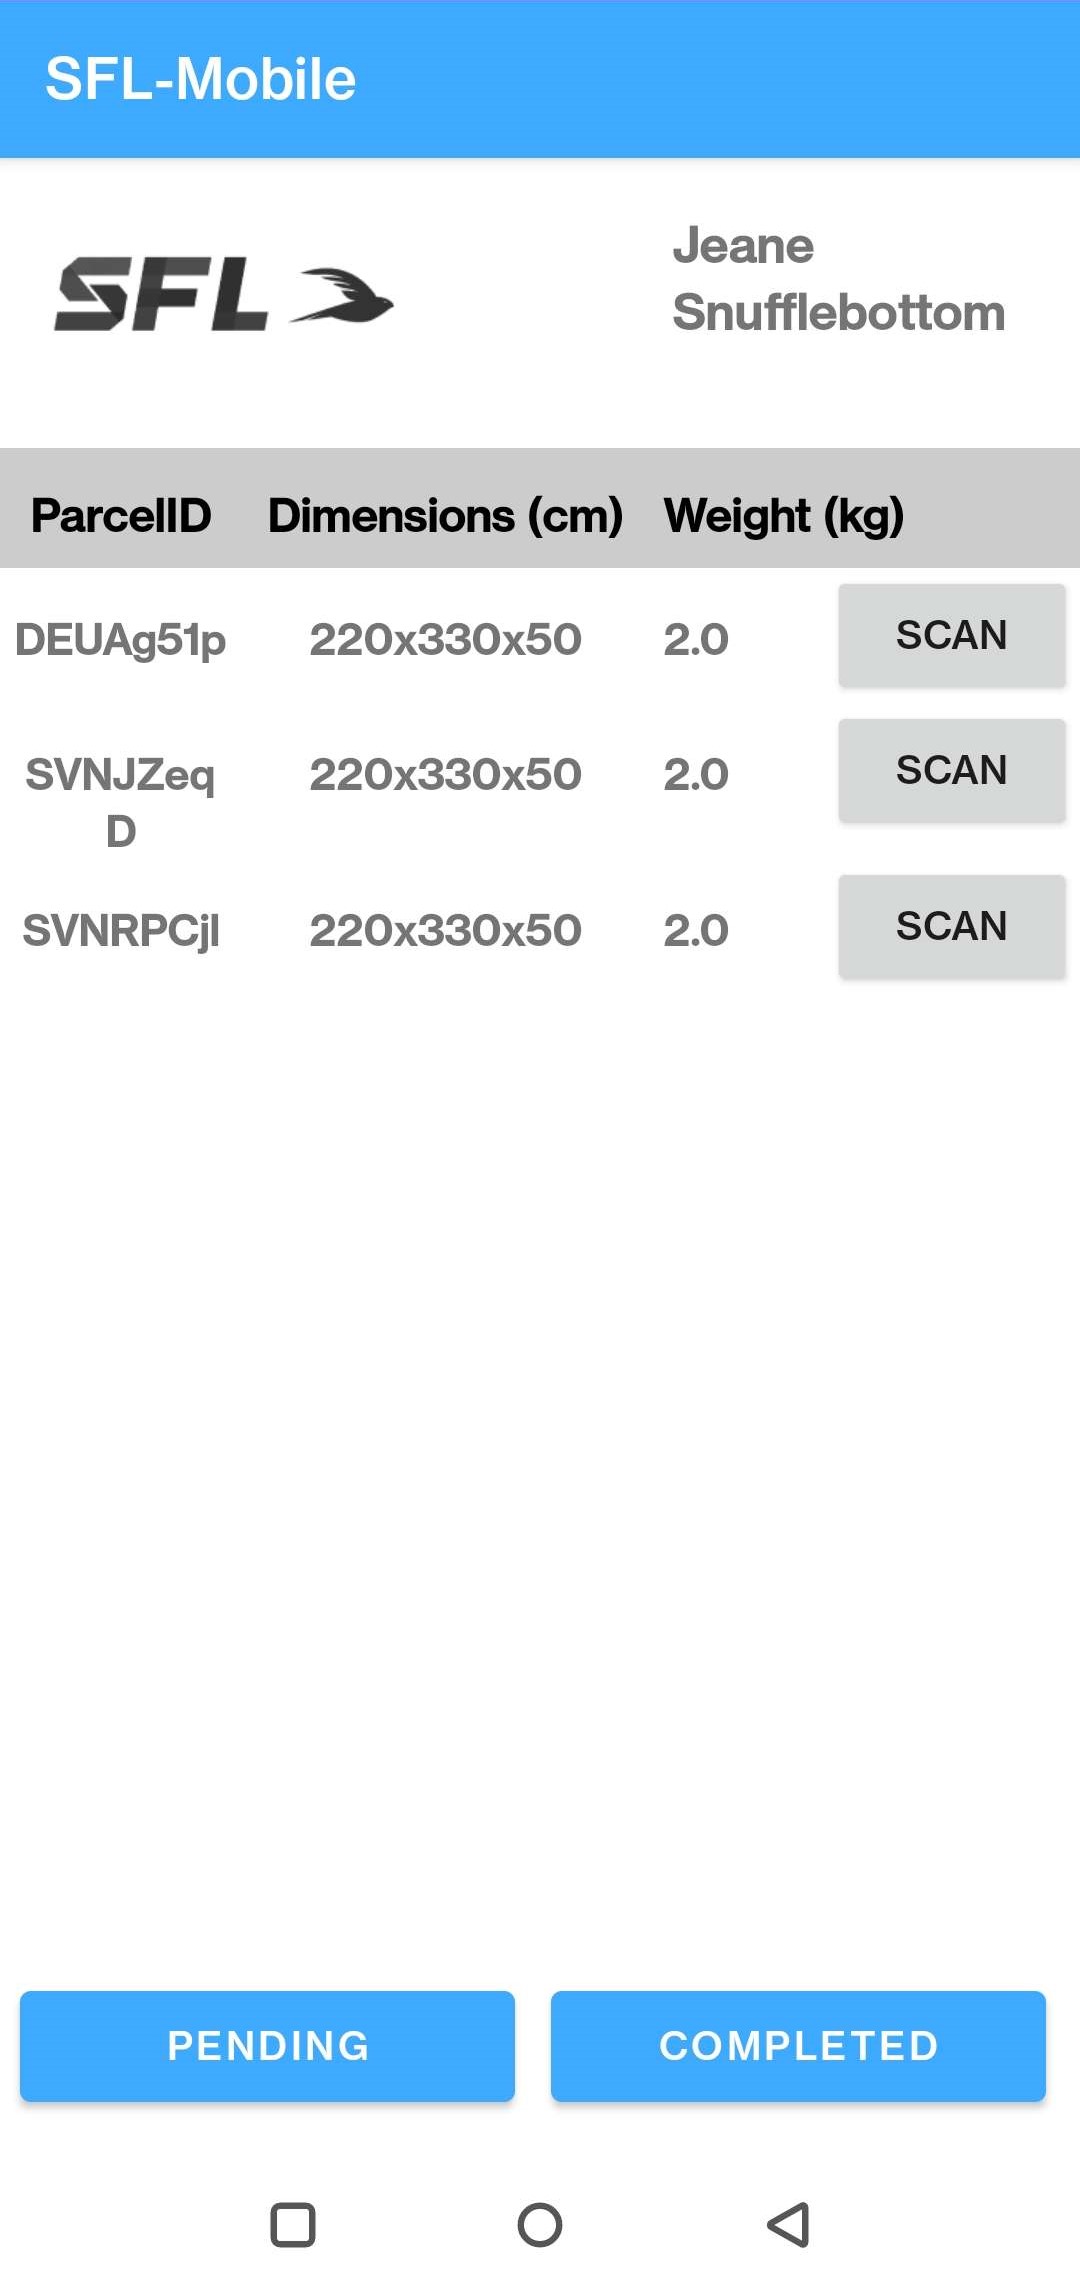 SFL-Mobile
SFL
Jeane
Snufflebottom
ParcelID Dimensions (cm) Weight (kg)
DEUAg51p 220x330x50 2.0 SCAN
SVNJZeq 220x330x50 2.0 SCAN
D
SVNRPCjl 220x330x50 2.0 SCAN
PENDING COMPLETED